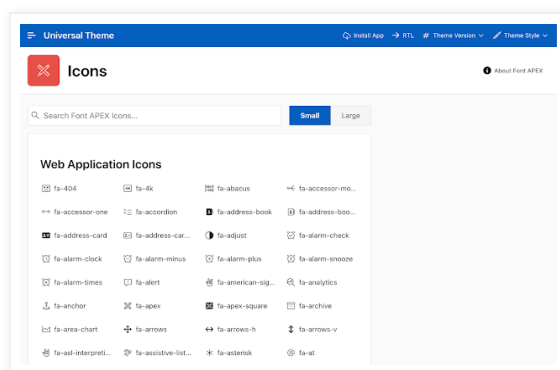 Universal Theme Install App RTL # Theme Version Theme Style
Icons About Font APEX
Search Font APEX Icons... Small Large
Web Application Icons
fa-404 fa-4k fa-abacus fa-accessor-mo...
fa-accessor-one fa-accordion fa-address-book fa-address-boo...
fa-address-card fa-address-car... fa-adjust fa-alarm-check
fa-alarm-clock fa-alarm-minus fa-alarm-plus fa-alarm-snooze
fa-alarm-times fa-alert fa-american-sig... fa-analytics
fa-anchor fa-apex fa-apex-square fa-archive
fa-area-chart fa-arrows fa-arrows-h fa-arrows-v
fa-asl-interpreti... fa-assistive-list... fa-asterisk fa-at